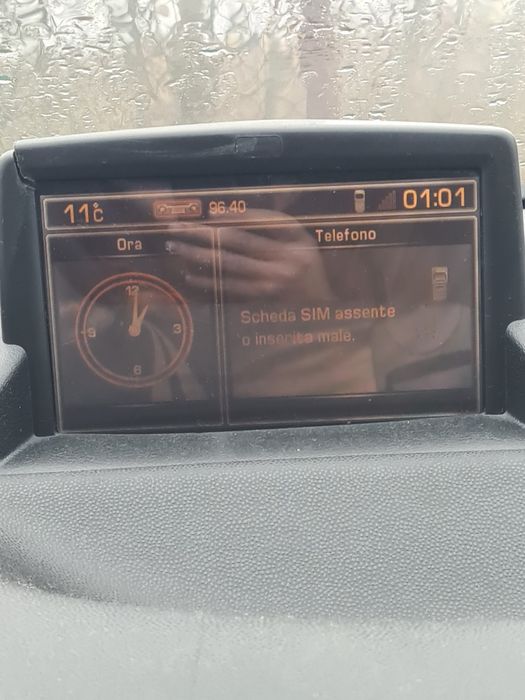 11°C 96.40 01:01
Ora
Telefono
12
9 3
6
Scheda SIM assente
o inserita male.